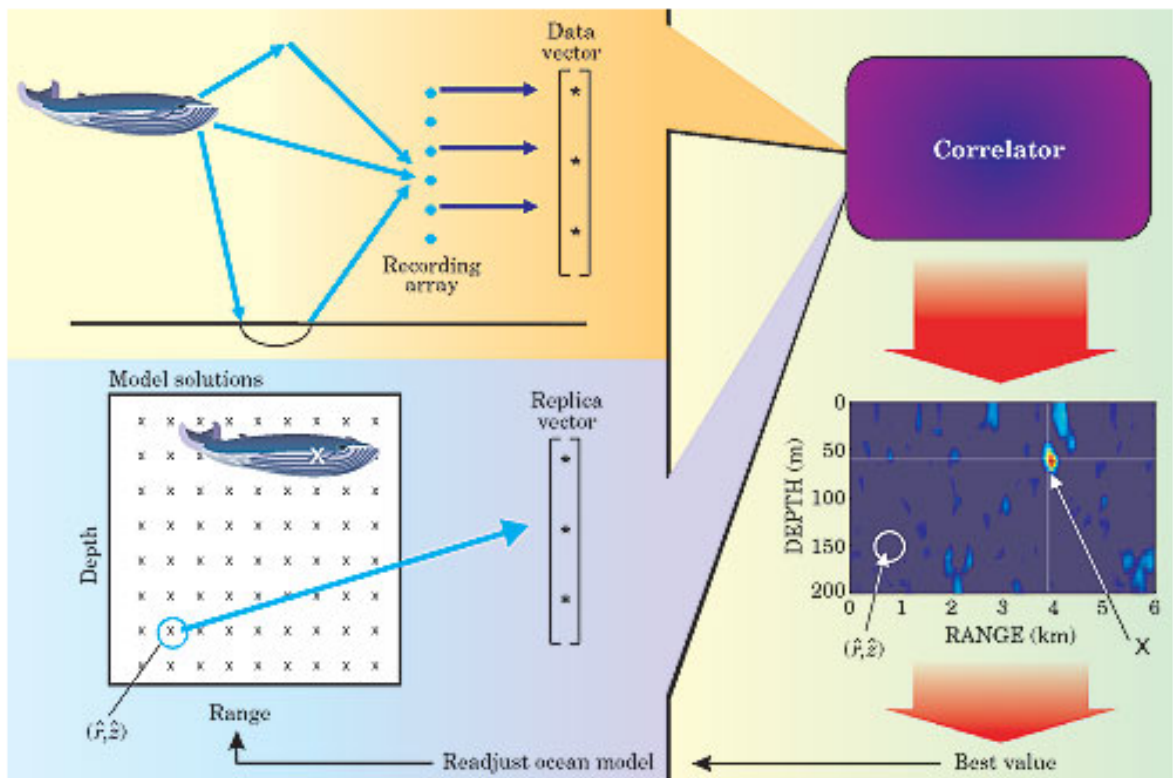 Data
vector
Recording
array
Correlator
Model solutions
x x x x x x x x x
x x
x
x x x x x x x x x
x x x x x x x x x
x x x x x x x x x
x x x x x x x x x
x x x x x x x x x
x x x x x x x x x
Depth
(r̂,ẑ)
Range
Replica
vector
DEPTH (m)
0
50
100
150
200
0 1 2 3 4 5 6
RANGE (km)
(r̂,ẑ)
X
Readjust ocean model
Best value